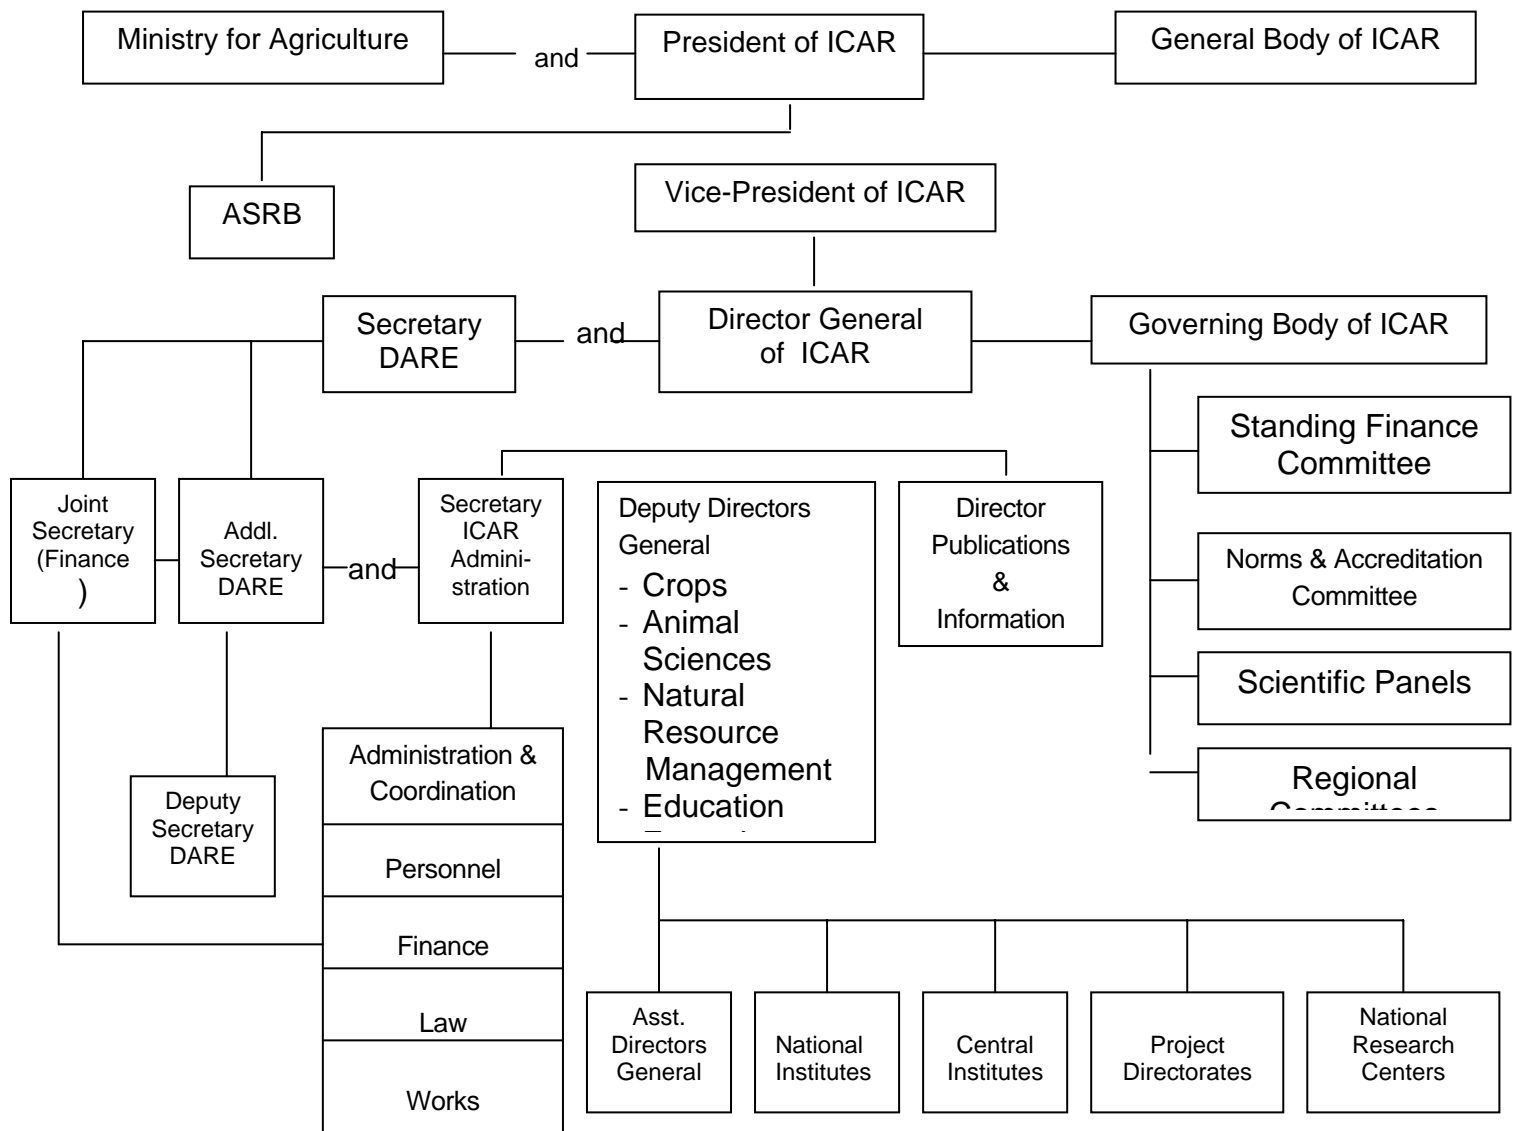 Ministry for Agriculture
and
President of ICAR
General Body of ICAR
ASRB
Vice-President of ICAR
Secretary
DARE
and
Director General
of ICAR
Governing Body of ICAR
Standing Finance
Committee
Norms & Accreditation
Committee
Scientific Panels
Regional
Joint
Secretary
(Finance
)
Addl.
Secretary
DARE
and
Secretary
ICAR
Admini-
stration
Deputy Directors
General
- Crops
- Animal
Sciences
- Natural
Resource
Management
- Education
Director
Publications
&
Information
Deputy
Secretary
DARE
Administration &
Coordination
Personnel
Finance
Law
Works
Asst.
Directors
General
National
Institutes
Central
Institutes
Project
Directorates
National
Research
Centers